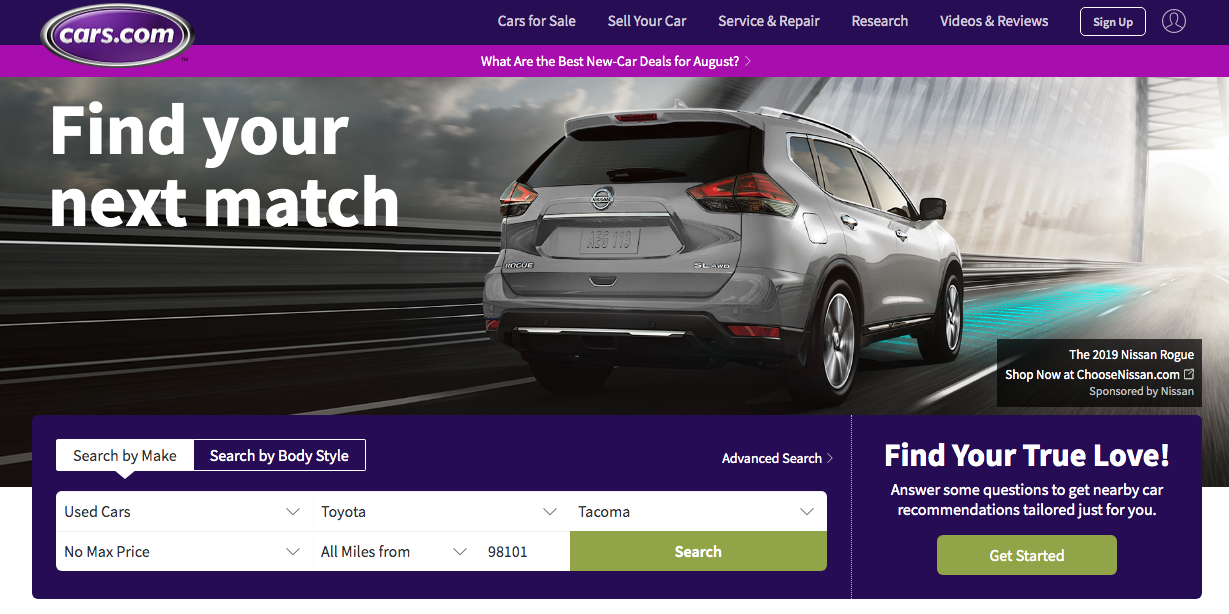 cars.com
TM
Cars for Sale
Sell Your Car
Service & Repair
Research
Videos & Reviews
Sign Up
What Are the Best New-Car Deals for August?
Find your
next match
NISSAN
AEG 119
ROGUE
SL AWD
The 2019 Nissan Rogue
Shop Now at ChooseNissan.com
Sponsored by Nissan
Search by Make
Search by Body Style
Advanced Search
Used Cars
Toyota
Tacoma
No Max Price
All Miles from
98101
Search
Find Your True Love!
Answer some questions to get nearby car
recommendations tailored just for you.
Get Started